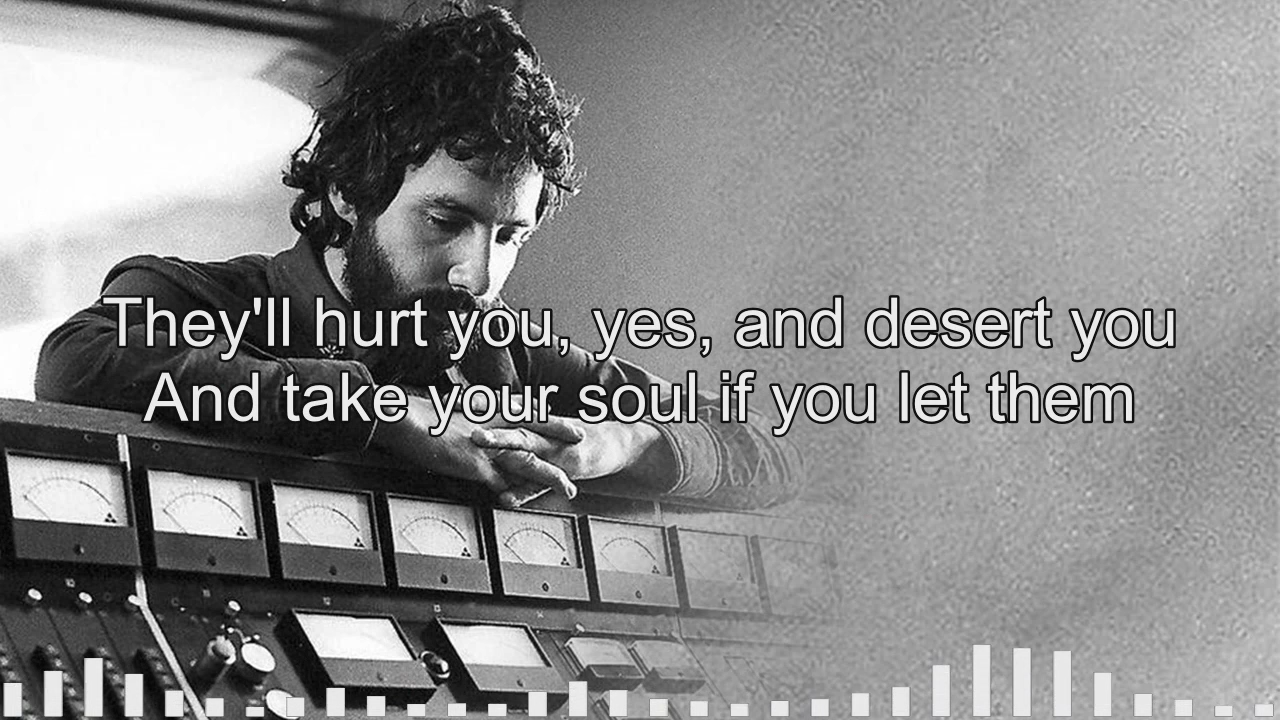 They'll hurt you, yes, and desert you
And take your soul if you let them